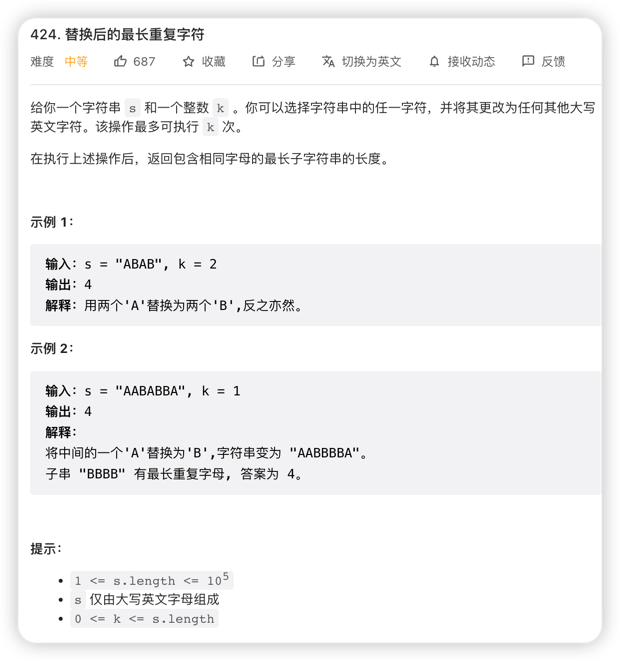 424. 替换后的最长重复字符
难度 中等 687 收藏 分享 切换为英文 接收动态 反馈
给你一个字符串 s 和一个整数 k 。你可以选择字符串中的任一字符，并将其更改为任何其他大写
英文字符。该操作最多可执行 k 次。
在执行上述操作后，返回包含相同字母的最长子字符串的长度。
示例 1：
输入：s = "ABAB", k = 2
输出：4
解释：用两个'A'替换为两个'B',反之亦然。
示例 2：
输入：s = "AABABBA", k = 1
输出：4
解释：
将中间的一个'A'替换为'B',字符串变为 "AABBBBA"。
子串 "BBBB" 有最长重复字母, 答案为 4。
提示：
• 1 <= s.length <= 10⁵
• s 仅由大写英文字母组成
• 0 <= k <= s.length